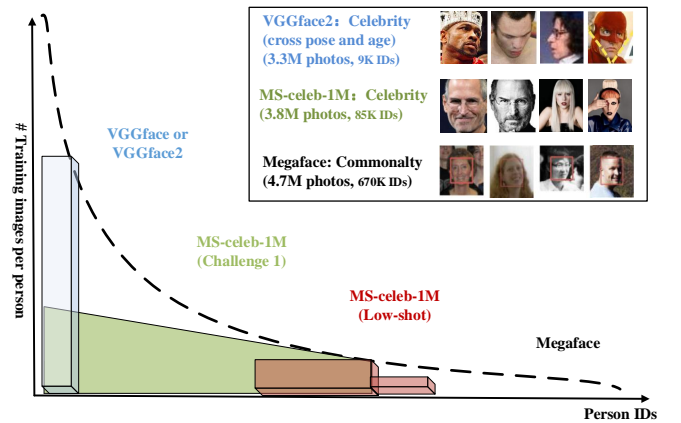 VGGface2: Celebrity
(cross pose and age)
(3.3M photos, 9K IDs)
MS-celeb-1M: Celebrity
(3.8M photos, 85K IDs)
Megaface: Commonalty
(4.7M photos, 670K IDs)
# Training images per person
VGGface or
VGGface2
MS-celeb-1M
(Challenge 1)
MS-celeb-1M
(Low-shot)
Megaface
Person IDs